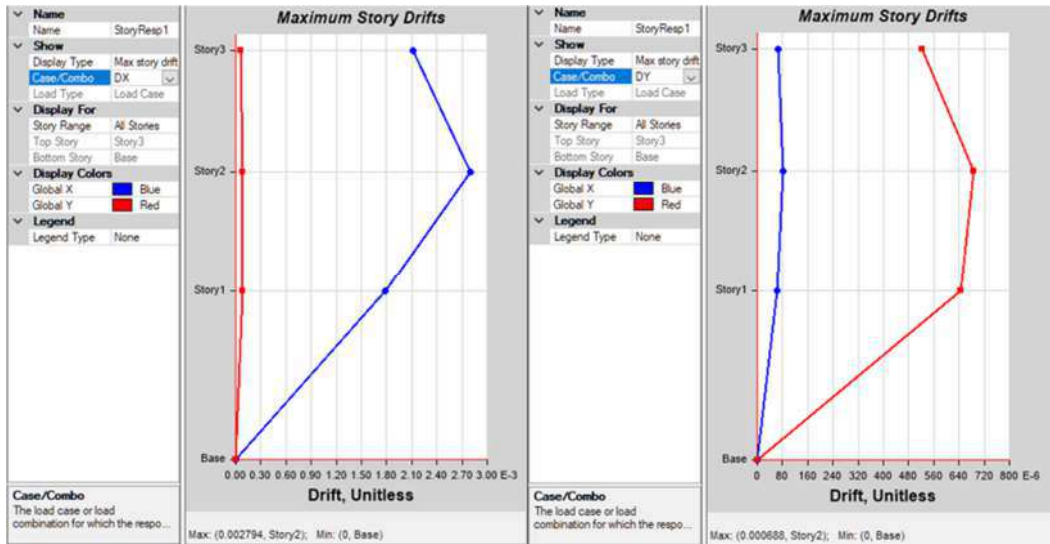 Name
Name StoryResp1
Show
Display Type Max story drift
Case/Combo DX
Load Type Load Case
Display For
Story Range All Stories
Top Story Story3
Bottom Story Base
Display Colors
Global X Blue
Global Y Red
Legend
Legend Type None
Case/Combo
The load case or load
combination for which the respo...
Maximum Story Drifts
Story3
Story2
Story1
Base
0.00 0.30 0.60 0.90 1.20 1.50 1.80 2.10 2.40 2.70 3.00 E-3
Drift, Unitless
Max: (0.002794, Story2); Min: (0, Base)
Name
Name StoryResp1
Show
Display Type Max story drift
Case/Combo DY
Load Type Load Case
Display For
Story Range All Stories
Top Story Story3
Bottom Story Base
Display Colors
Global X Blue
Global Y Red
Legend
Legend Type None
Case/Combo
The load case or load
combination for which the respo...
Maximum Story Drifts
Story3
Story2
Story1
Base
0 80 160 240 320 400 480 560 640 720 800 E-6
Drift, Unitless
Max: (0.000688, Story2); Min: (0, Base)